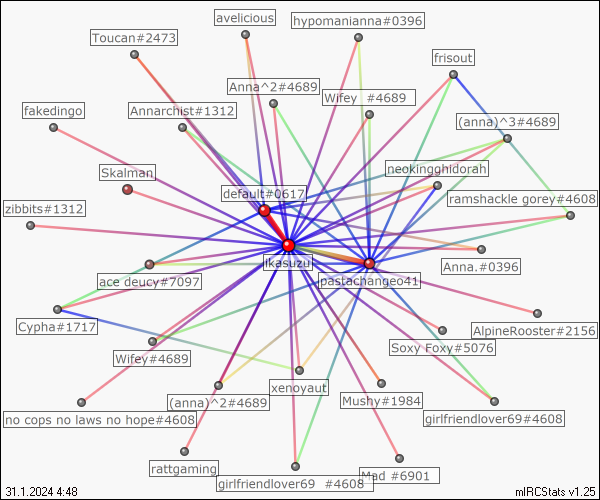 avelicious
hypomanianna#0396
Toucan#2473
frisout
Anna^2#4689
Wifey  #4689
fakedingo
Annarchist#1312
(anna)^3#4689
Skalman
neokingghidorah
default#0617
ramshackle gorey#4608
zibbits#1312
ikasuzu
Anna.#0396
ace deucy#7097
pastachangeo41
Cypha#1717
AlpineRooster#2156
Soxy Foxy#5076
Wifey#4689
xenoyaut
(anna)^2#4689
Mushy#1984
no cops no laws no hope#4608
girlfriendlover69#4608
rattgaming
Mad #6901
girlfriendlover69  #4608
31.1.2024 4:48
mIRCStats v1.25